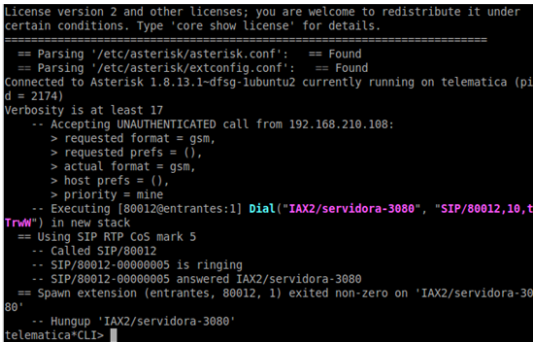 License version 2 and other licenses; you are welcome to redistribute it under
certain conditions. Type 'core show license' for details.
=========================================================================
  == Parsing '/etc/asterisk/asterisk.conf':   == Found
  == Parsing '/etc/asterisk/extconfig.conf':   == Found
Connected to Asterisk 1.8.13.1~dfsg-1ubuntu2 currently running on telematica (pi
d = 2174)
Verbosity is at least 17
    -- Accepting UNAUTHENTICATED call from 192.168.210.108:
       > requested format = gsm,
       > requested prefs = (),
       > actual format = gsm,
       > host prefs = (),
       > priority = mine
    -- Executing [80012@entrantes:1] Dial("IAX2/servidora-3080", "SIP/80012,10,t
TrwW") in new stack
  == Using SIP RTP CoS mark 5
    -- Called SIP/80012
    -- SIP/80012-00000005 is ringing
    -- SIP/80012-00000005 answered IAX2/servidora-3080
  == Spawn extension (entrantes, 80012, 1) exited non-zero on 'IAX2/servidora-30
80'
    -- Hungup 'IAX2/servidora-3080'
telematica*CLI>